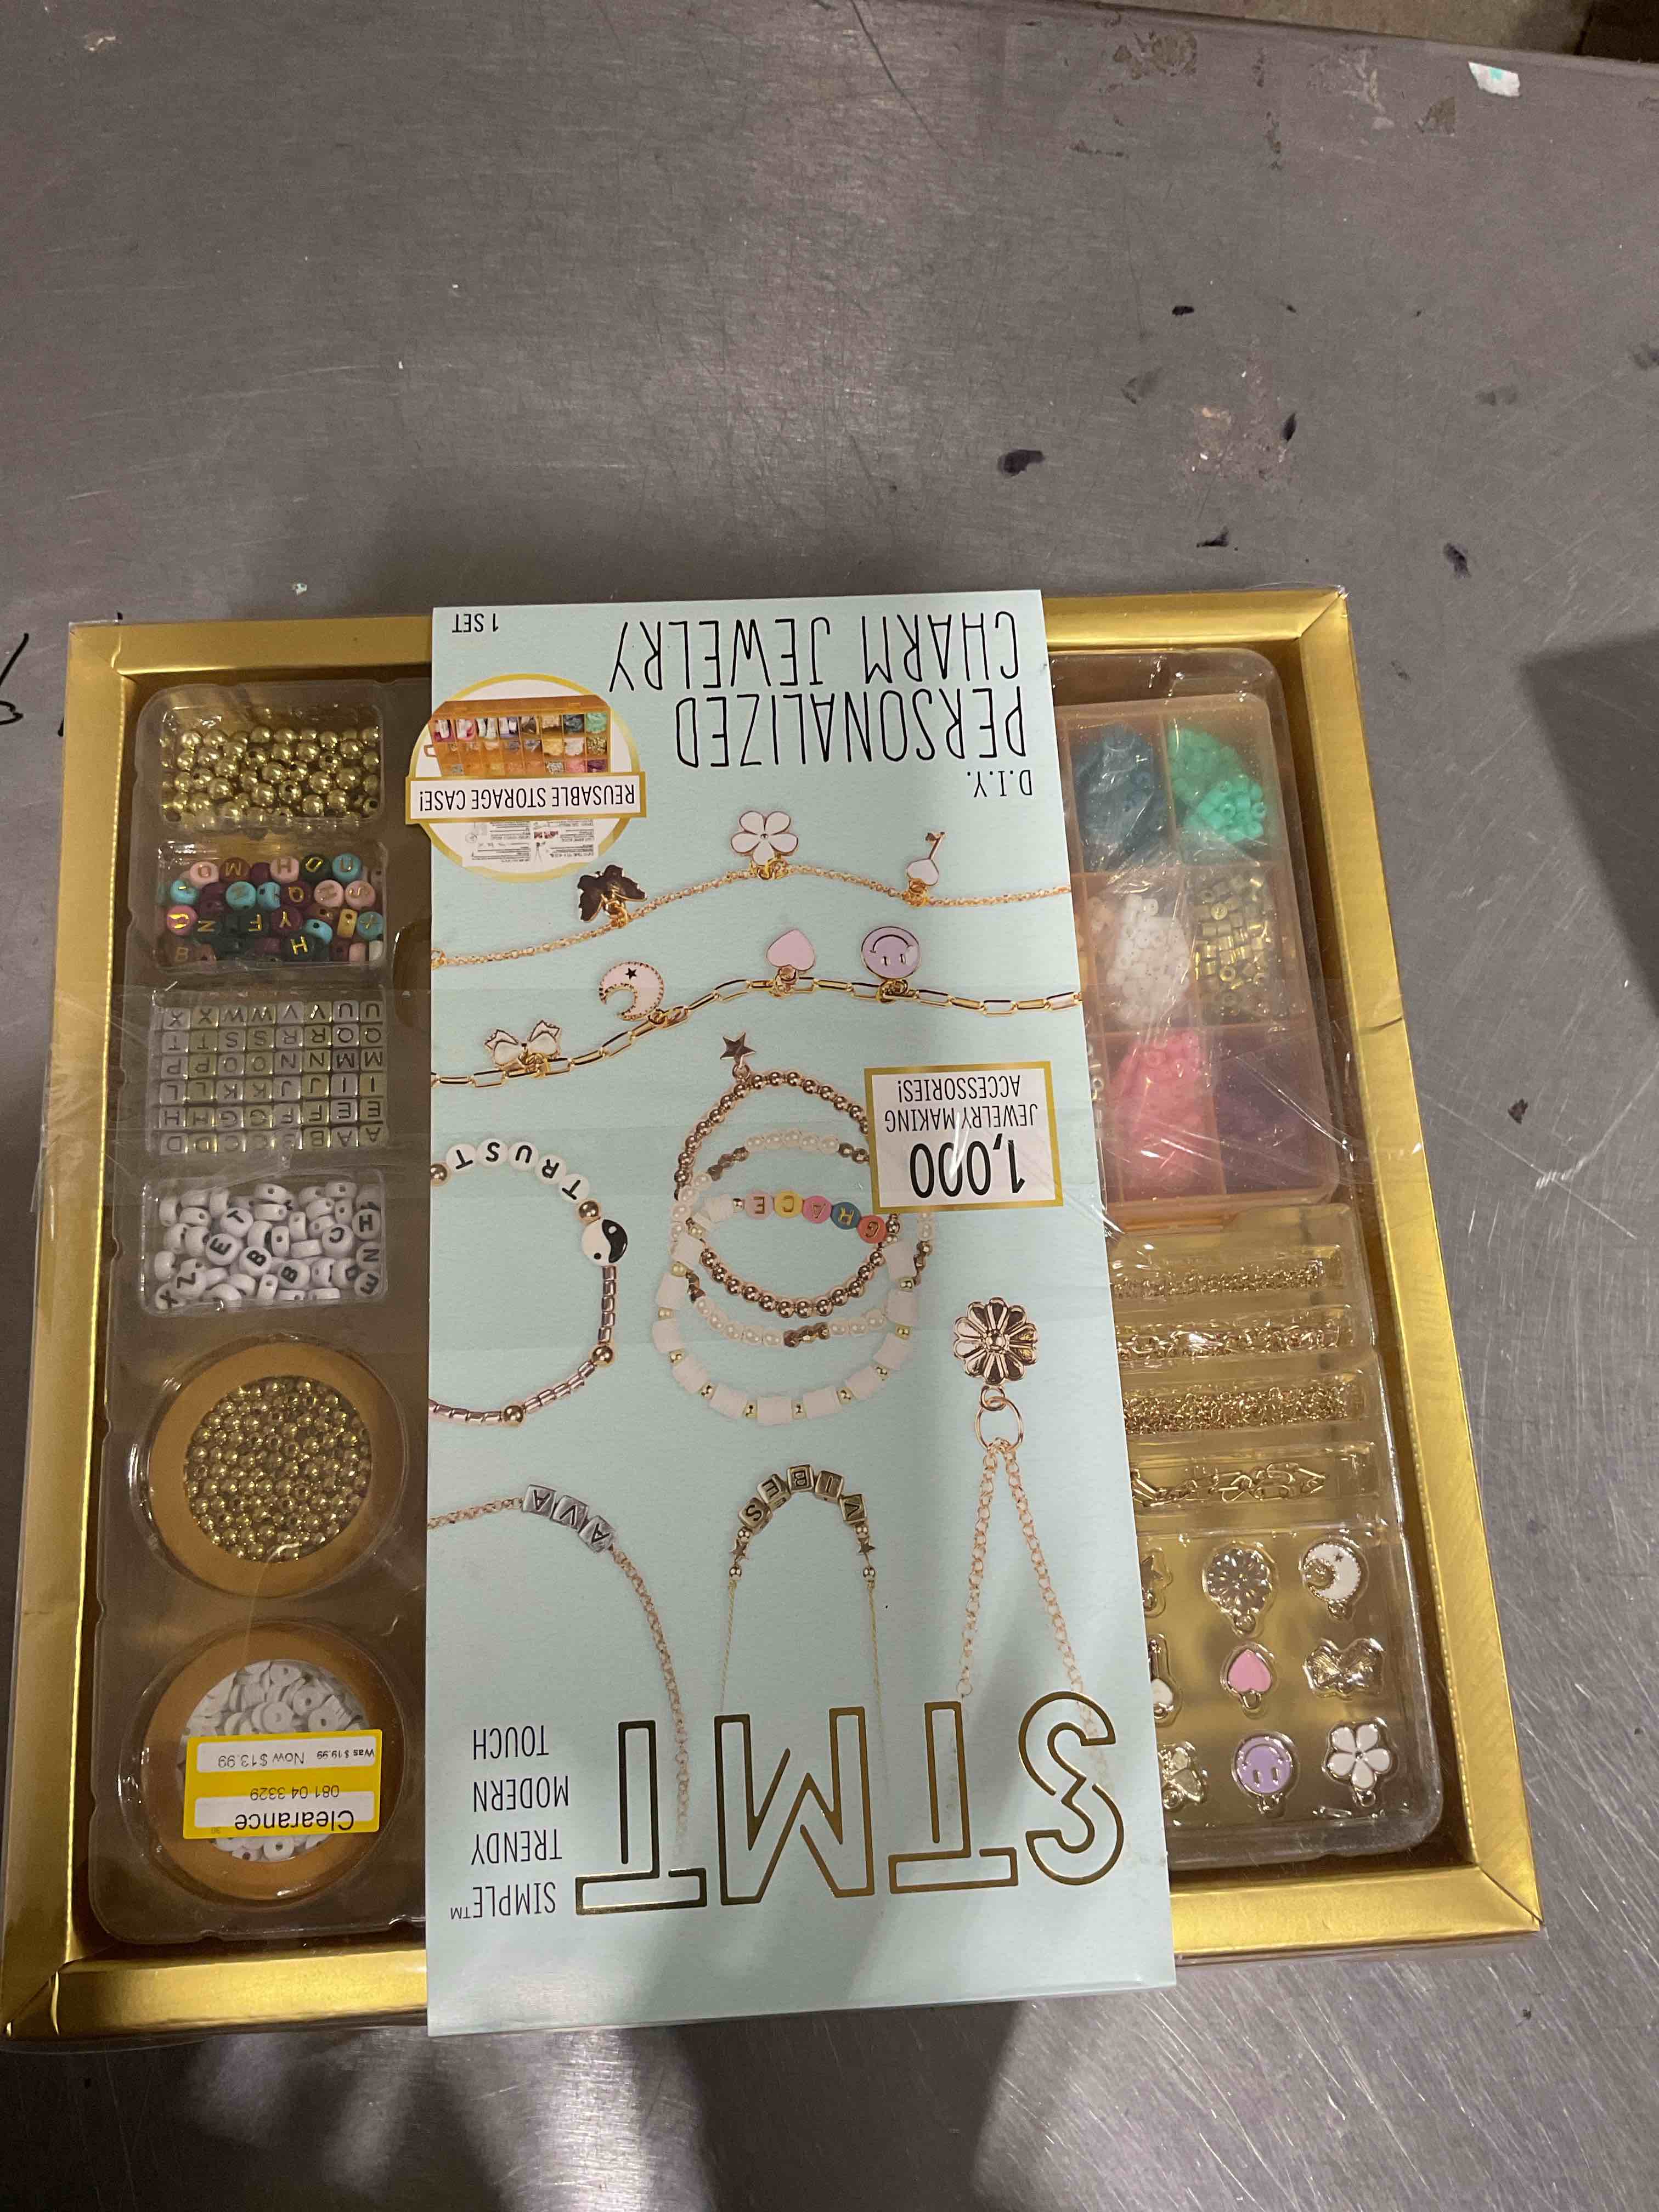 STMT
SIMPLE™
TRENDY
MODERN
TOUCH
VIBES
AVA
TRUST
GRACE
1,000
JEWELRY MAKING
ACCESSORIES!
D.I.Y.
PERSONALIZED
CHARM JEWELRY
REUSABLE STORAGE CASE!
1 SET
Clearance
30
081 04 3329
Was $19.99 Now $13.99